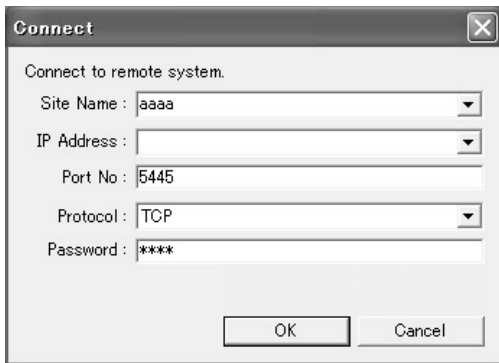 Connect
Connect to remote system.
Site Name : aaaa
IP Address :
Port No : 5445
Protocol : TCP
Password : ****
OK Cancel